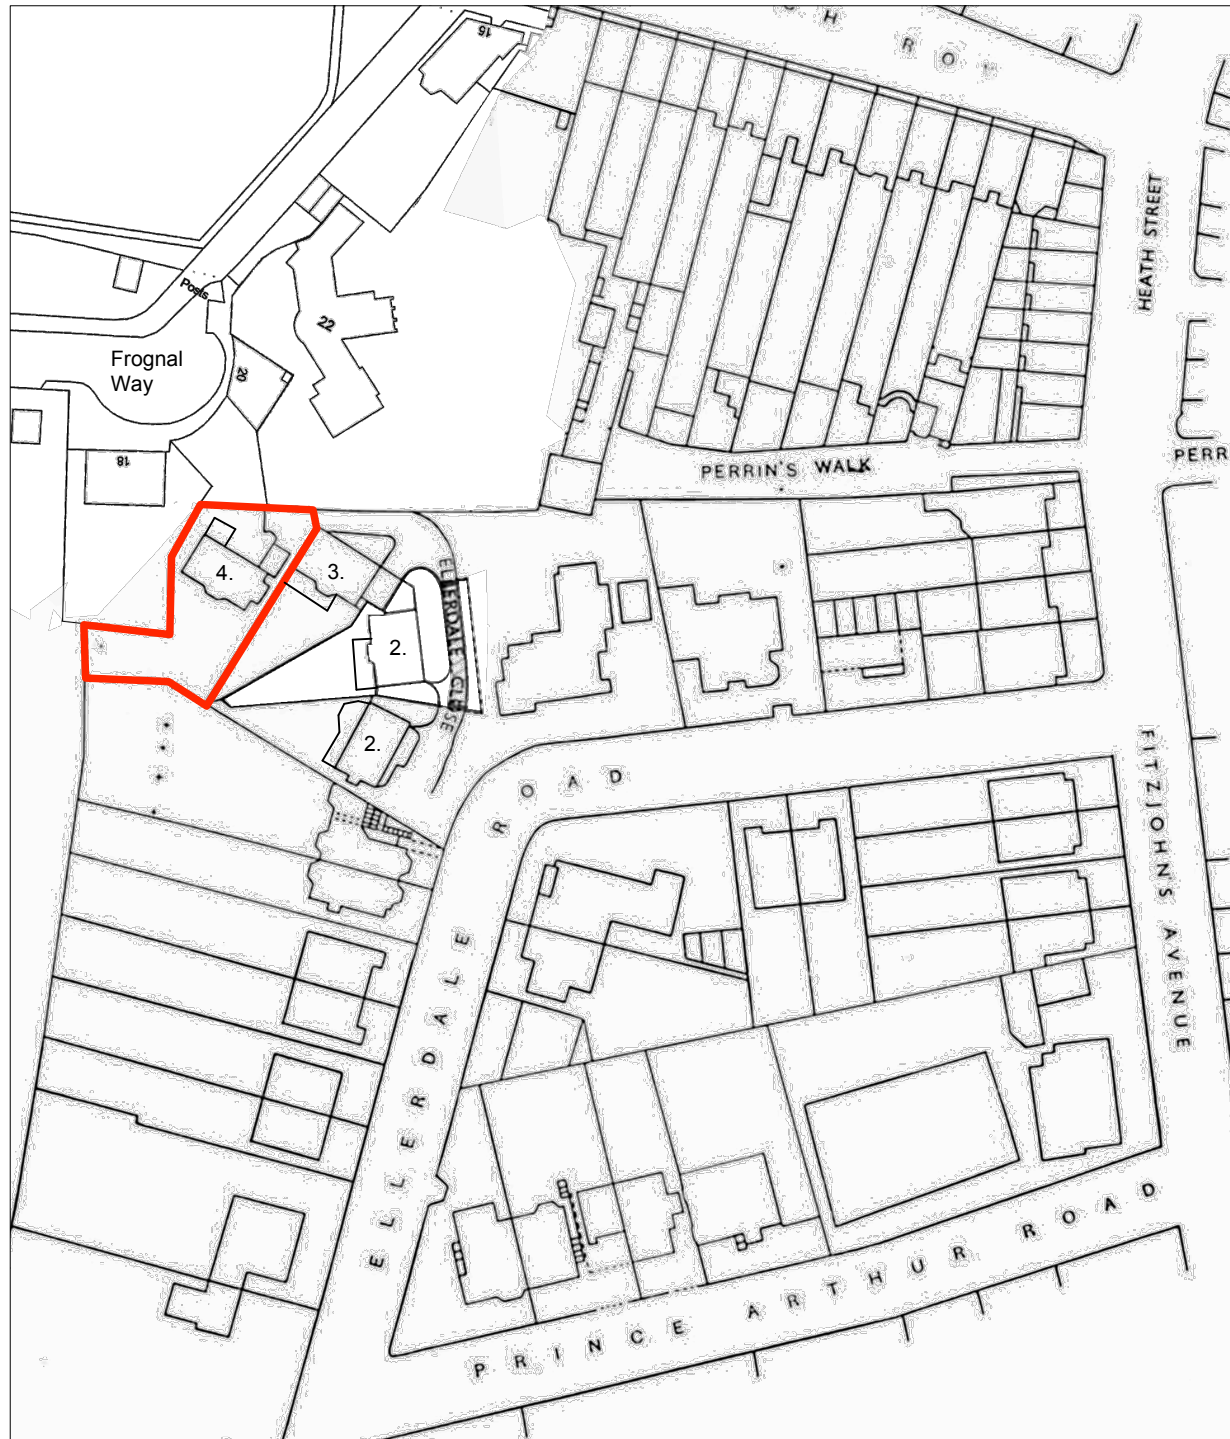 15
HEATH STREET
Posts
22
Frognal
Way
20
18
PERRIN'S WALK
PERR
4.
3.
ELLERDALE CLOSE
2.
2.
ELLERDALE ROAD
FITZJOHN'S AVENUE
PRINCE ARTHUR ROAD